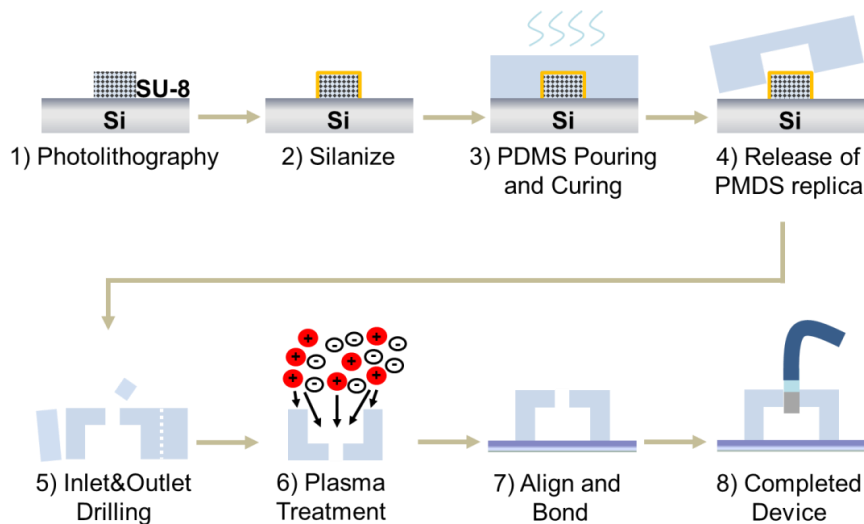 SU-8
Si
1) Photolithography
Si
2) Silanize
Si
3) PDMS Pouring
and Curing
Si
4) Release of
PMDS replica
+ - + -
+ - + -
+ - + - +
5) Inlet&Outlet
Drilling
6) Plasma
Treatment
7) Align and
Bond
8) Completed
Device